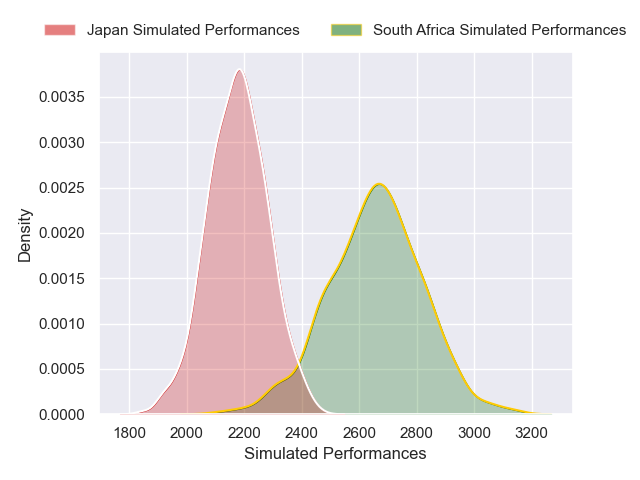 Japan Simulated Performances South Africa Simulated Performances
0.0035
0.0030
0.0025
0.0020
0.0015
0.0010
0.0005
0.0000
Density
1800 2000 2200 2400 2600 2800 3000 3200
Simulated Performances